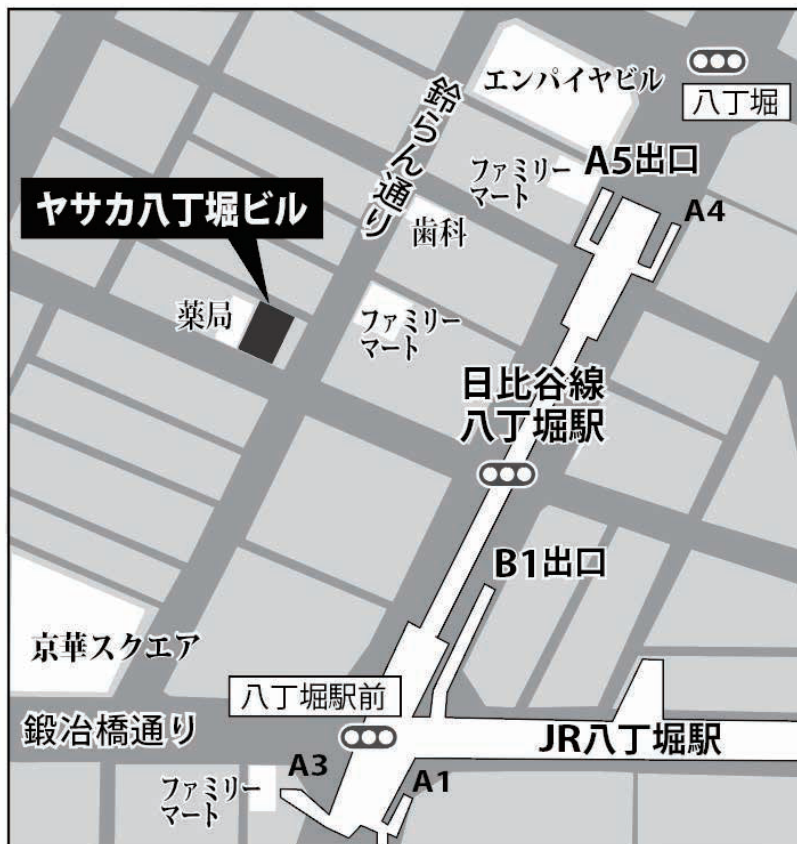 エンパイヤビル
八丁堀
鈴らん通り
ファミリー
マート
A5出口
A4
ヤサカ八丁堀ビル
歯科
薬局
ファミリー
マート
日比谷線
八丁堀駅
B1出口
京華スクエア
八丁堀駅前
鍛冶橋通り
JR八丁堀駅
A3
A1
ファミリー
マート